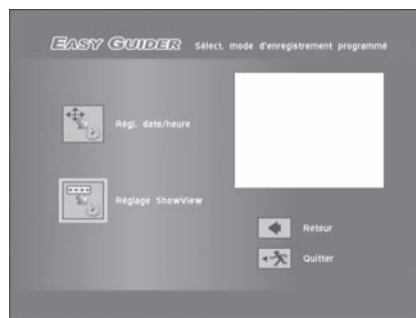 EASY GUIDER Sélect. mode d'enregistrement programmé
Régl. date/heure
Réglage ShowView
Retour
Quitter